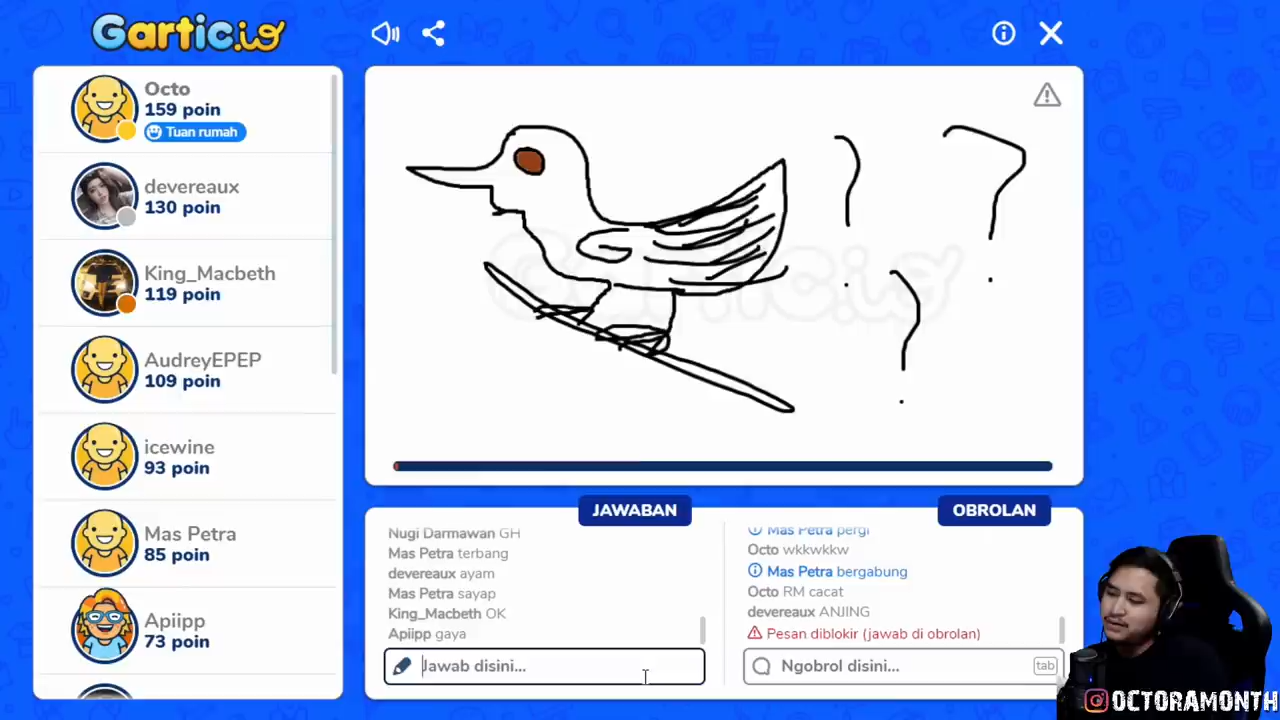 Gartic.io
Octo
159 poin
Tuan rumah
devereaux
130 poin
King_Macbeth
119 poin
AudreyEPEP
109 poin
icewine
93 poin
Mas Petra
85 poin
Apiipp
73 poin
? ?
?
Gartic.io
JAWABAN
Nugi Darmawan GH
Mas Petra terbang
devereaux ayam
Mas Petra sayap
King_Macbeth OK
Apiipp gaya
Jawab disini...
OBROLAN
Mas Petra pergi
Octo wkkwkkw
Mas Petra bergabung
Octo RM cacat
devereaux ANJING
Pesan diblokir (jawab di obrolan)
Ngobrol disini...
tab
OCTORAMONTH